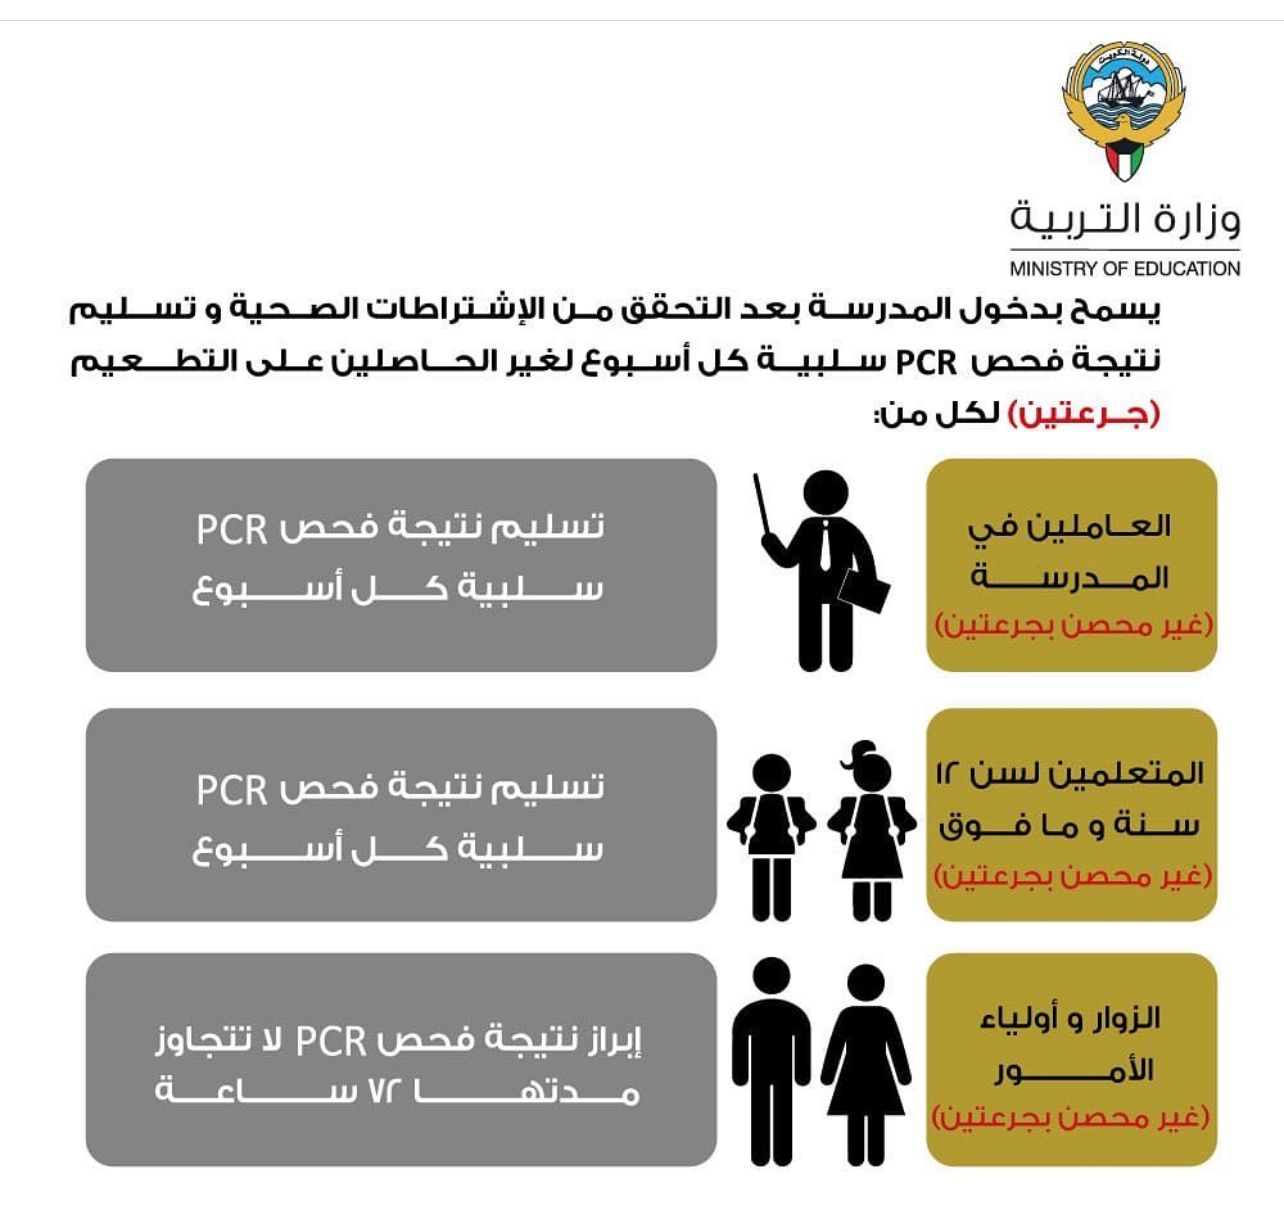 دولة الكويت
وزارة التربية
MINISTRY OF EDUCATION
يسمح بدخول المدرسة بعد التحقق من الإشتراطات الصحية و تسليم
نتيجة فحص PCR سلبية كل أسبوع لغير الحاصلين على التطعيم
(جرعتين) لكل من:
العاملين في
المدرسة
(غير محصن بجرعتين)
تسليم نتيجة فحص PCR
سلبية كل أسبوع
المتعلمين لسن ١٢
سنة و ما فوق
(غير محصن بجرعتين)
تسليم نتيجة فحص PCR
سلبية كل أسبوع
الزوار و أولياء
الأمور
(غير محصن بجرعتين)
إبراز نتيجة فحص PCR لا تتجاوز
مدتها ٧٢ ساعة